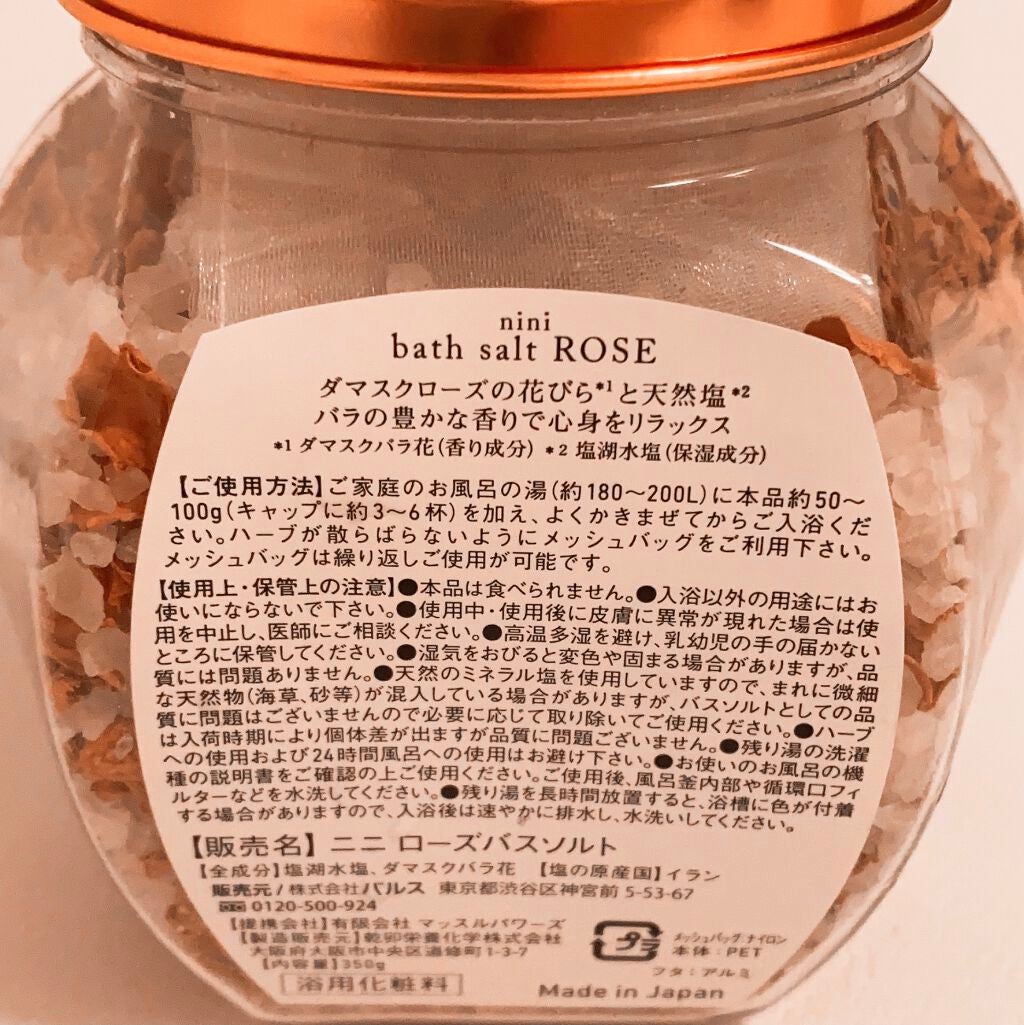 nini
bath salt ROSE
ダマスクローズの花びら*1と天然塩*2
バラの豊かな香りで心身をリラックス
*1 ダマスクバラ花(香り成分) *2 塩湖水塩(保湿成分)
【ご使用方法】ご家庭のお風呂の湯(約180〜200L)に本品約50〜
100g(キャップに約3〜6杯)を加え、よくかきまぜてからご入浴くだ
さい。ハーブが散らばらないようにメッシュバッグをご利用下さい。
メッシュバッグは繰り返しご使用が可能です。
【使用上・保管上の注意】●本品は食べられません。●入浴以外の用途にはお
使いにならないで下さい。●使用中・使用後に皮膚に異常が現れた場合は使
用を中止し、医師にご相談ください。●高温多湿を避け、乳幼児の手の届かない
ところに保管してください。●湿気をおびると変色や固まる場合がありますが、品
質には問題ありません。●天然のミネラル塩を使用していますので、まれに微細
な天然物(海草、砂等)が混入している場合がありますが、バスソルトとしての品
質に問題はございませんので必要に応じて取り除いてご使用ください。●ハーブ
は入荷時期により個体差が出ますが品質に問題ございません。●残り湯の洗濯
への使用および24時間風呂への使用はお避け下さい。●お使いのお風呂の機
種の説明書をご確認の上ご使用ください。ご使用後、風呂釜内部や循環口フィ
ルターなどを水洗してください。●残り湯を長時間放置すると、浴槽に色が付着
する場合がありますので、入浴後は速やかに排水し、水洗いしてください。
【販売名】ニニ ローズバスソルト
【全成分】塩湖水塩、ダマスクバラ花 【塩の原産国】イラン
販売元/株式会社バルス 東京都渋谷区神宮前 5-53-67
0120-500-924
【提携会社】有限会社 マッスルパワーズ
【製造販売元】乾卯栄養化学株式会社
大阪府大阪市中央区道修町1-3-7
【内容量】350g
浴用化粧料
プラ
メッシュバッグ:ナイロン
本体:PET
フタ:アルミ
Made in Japan